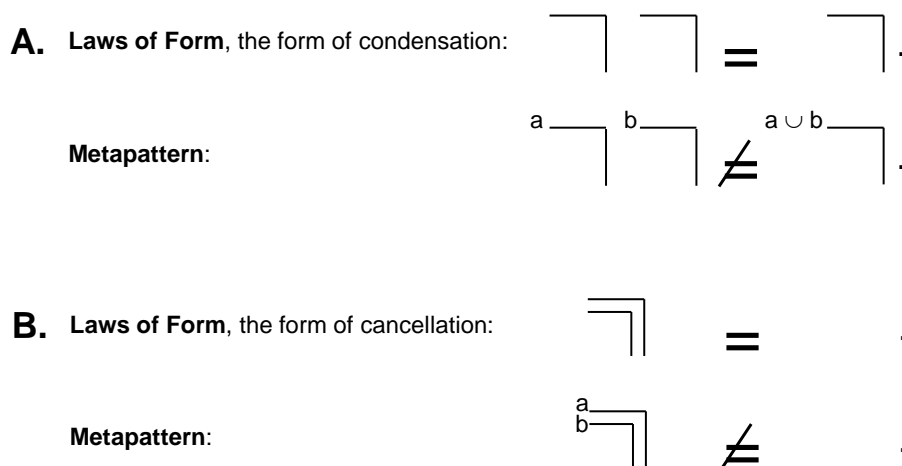 A. Laws of Form, the form of condensation: = .
a b a ∪ b
Metapattern: ≠ .
B. Laws of Form, the form of cancellation: = .
a
b
Metapattern: ≠ .